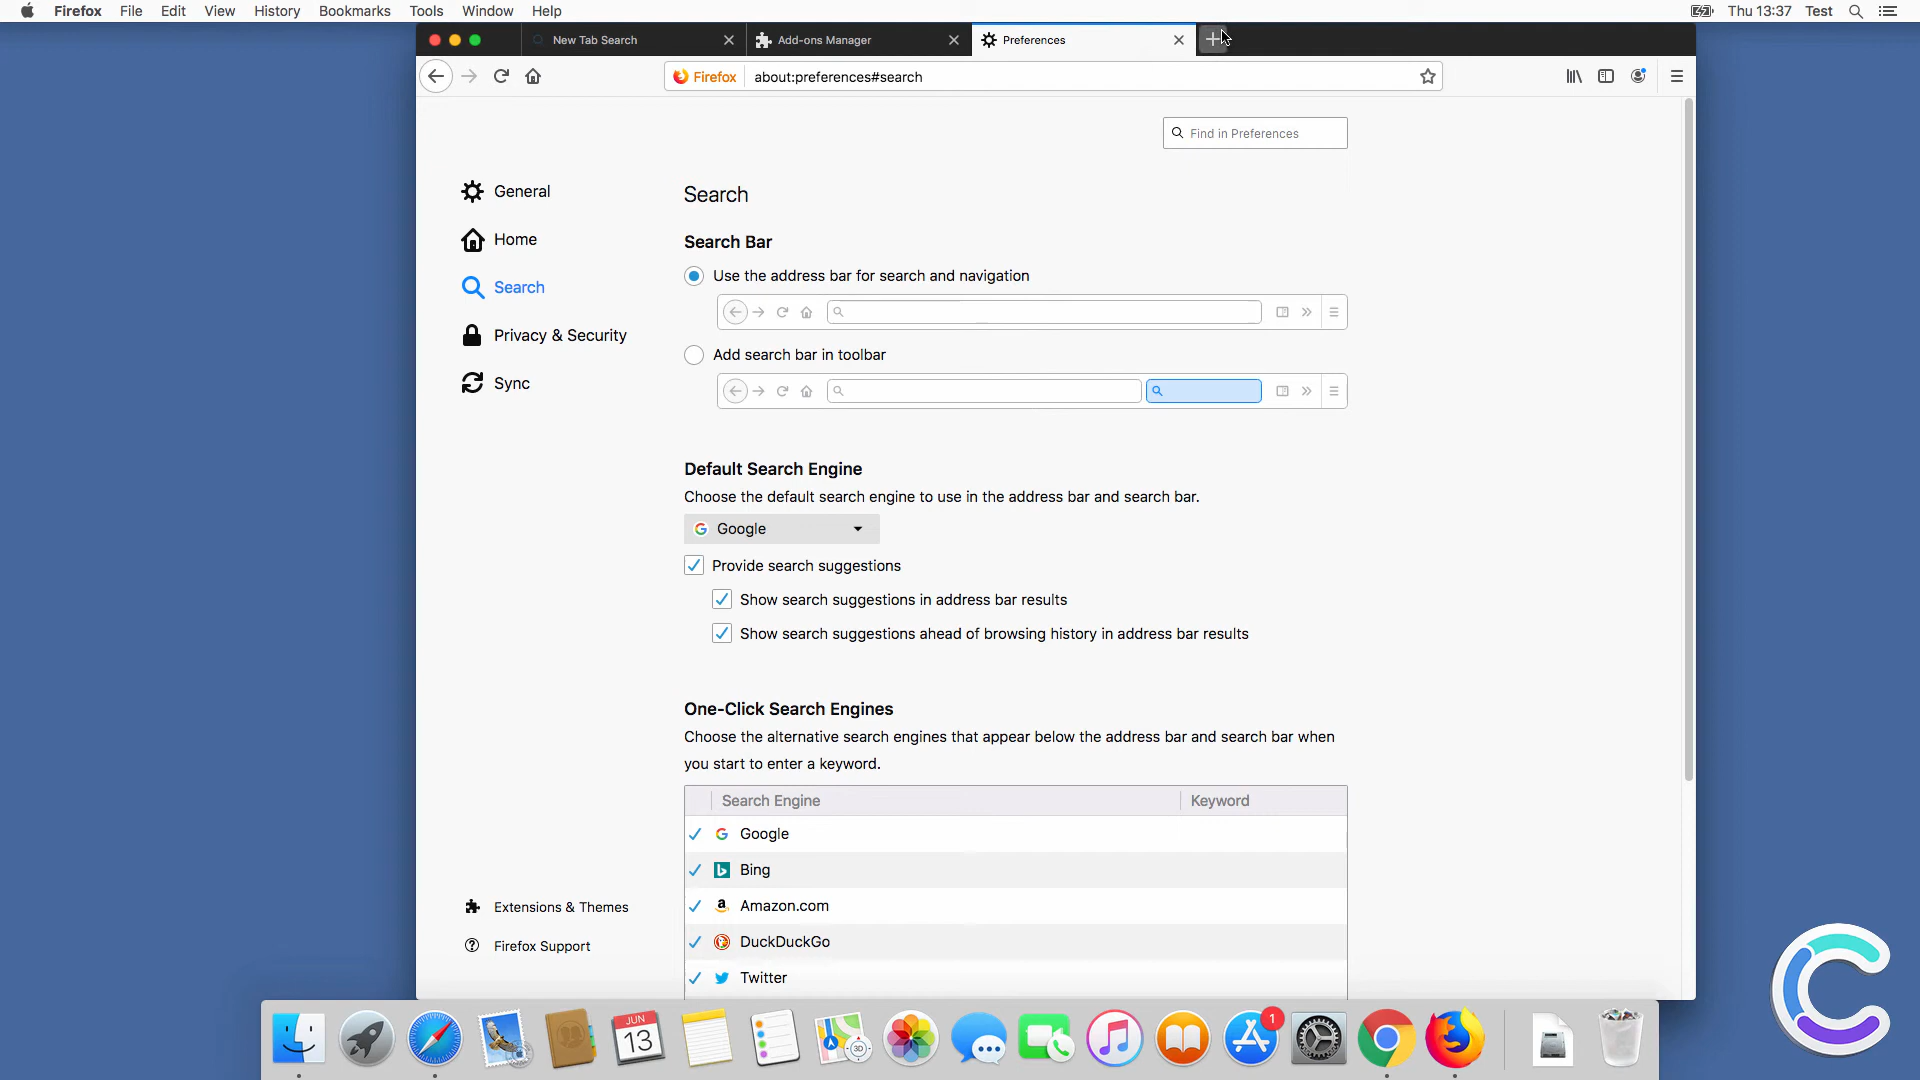 Firefox File Edit View History Bookmarks Tools Window Help Thu 13:37 Test
New Tab Search Add-ons Manager Preferences
Firefox about:preferences#search
Find in Preferences
General
Home
Search
Privacy & Security
Sync
Extensions & Themes
Firefox Support
Search
Search Bar
Use the address bar for search and navigation
Add search bar in toolbar
Default Search Engine
Choose the default search engine to use in the address bar and search bar.
Google
Provide search suggestions
Show search suggestions in address bar results
Show search suggestions ahead of browsing history in address bar results
One-Click Search Engines
Choose the alternative search engines that appear below the address bar and search bar when
you start to enter a keyword.
Search Engine Keyword
Google
Bing
Amazon.com
DuckDuckGo
Twitter
JUN
13
3D
1